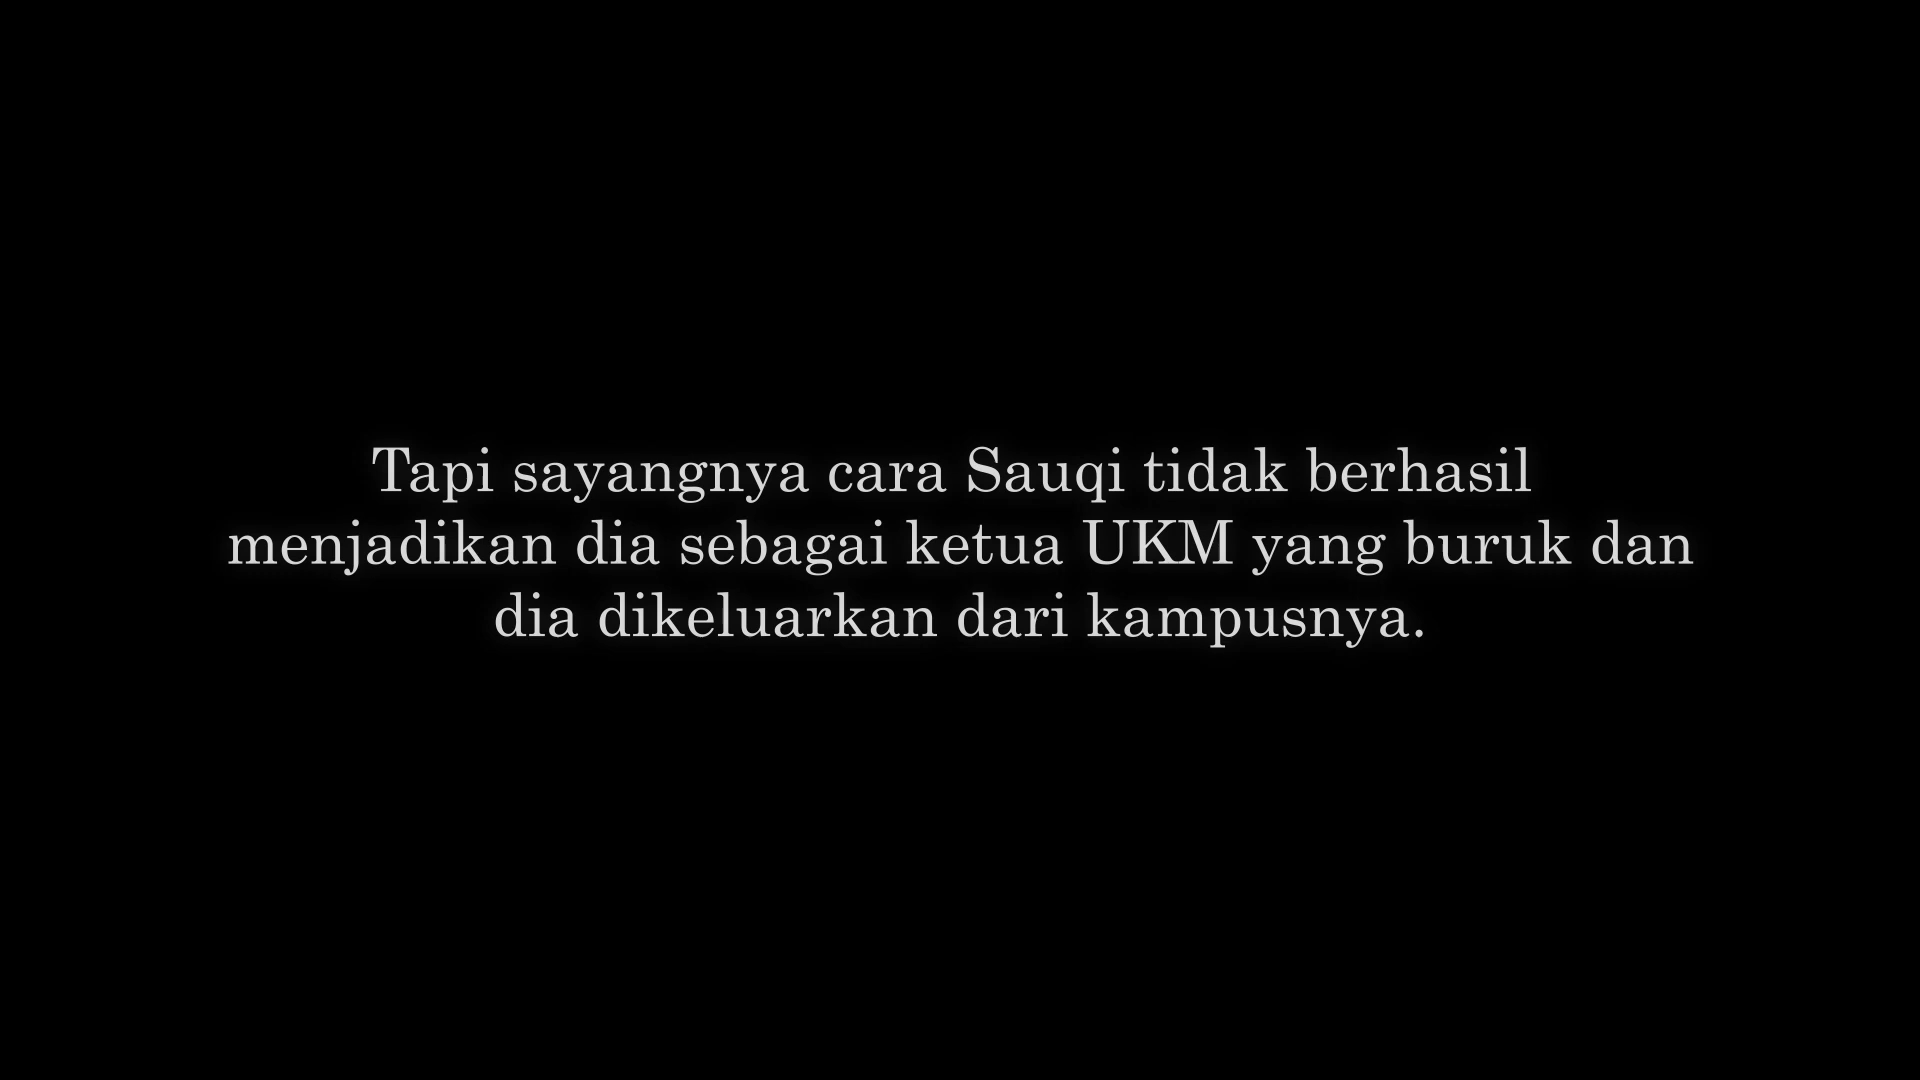 Tapi sayangnya cara Sauqi tidak berhasil
menjadikan dia sebagai ketua UKM yang buruk dan
dia dikeluarkan dari kampusnya.